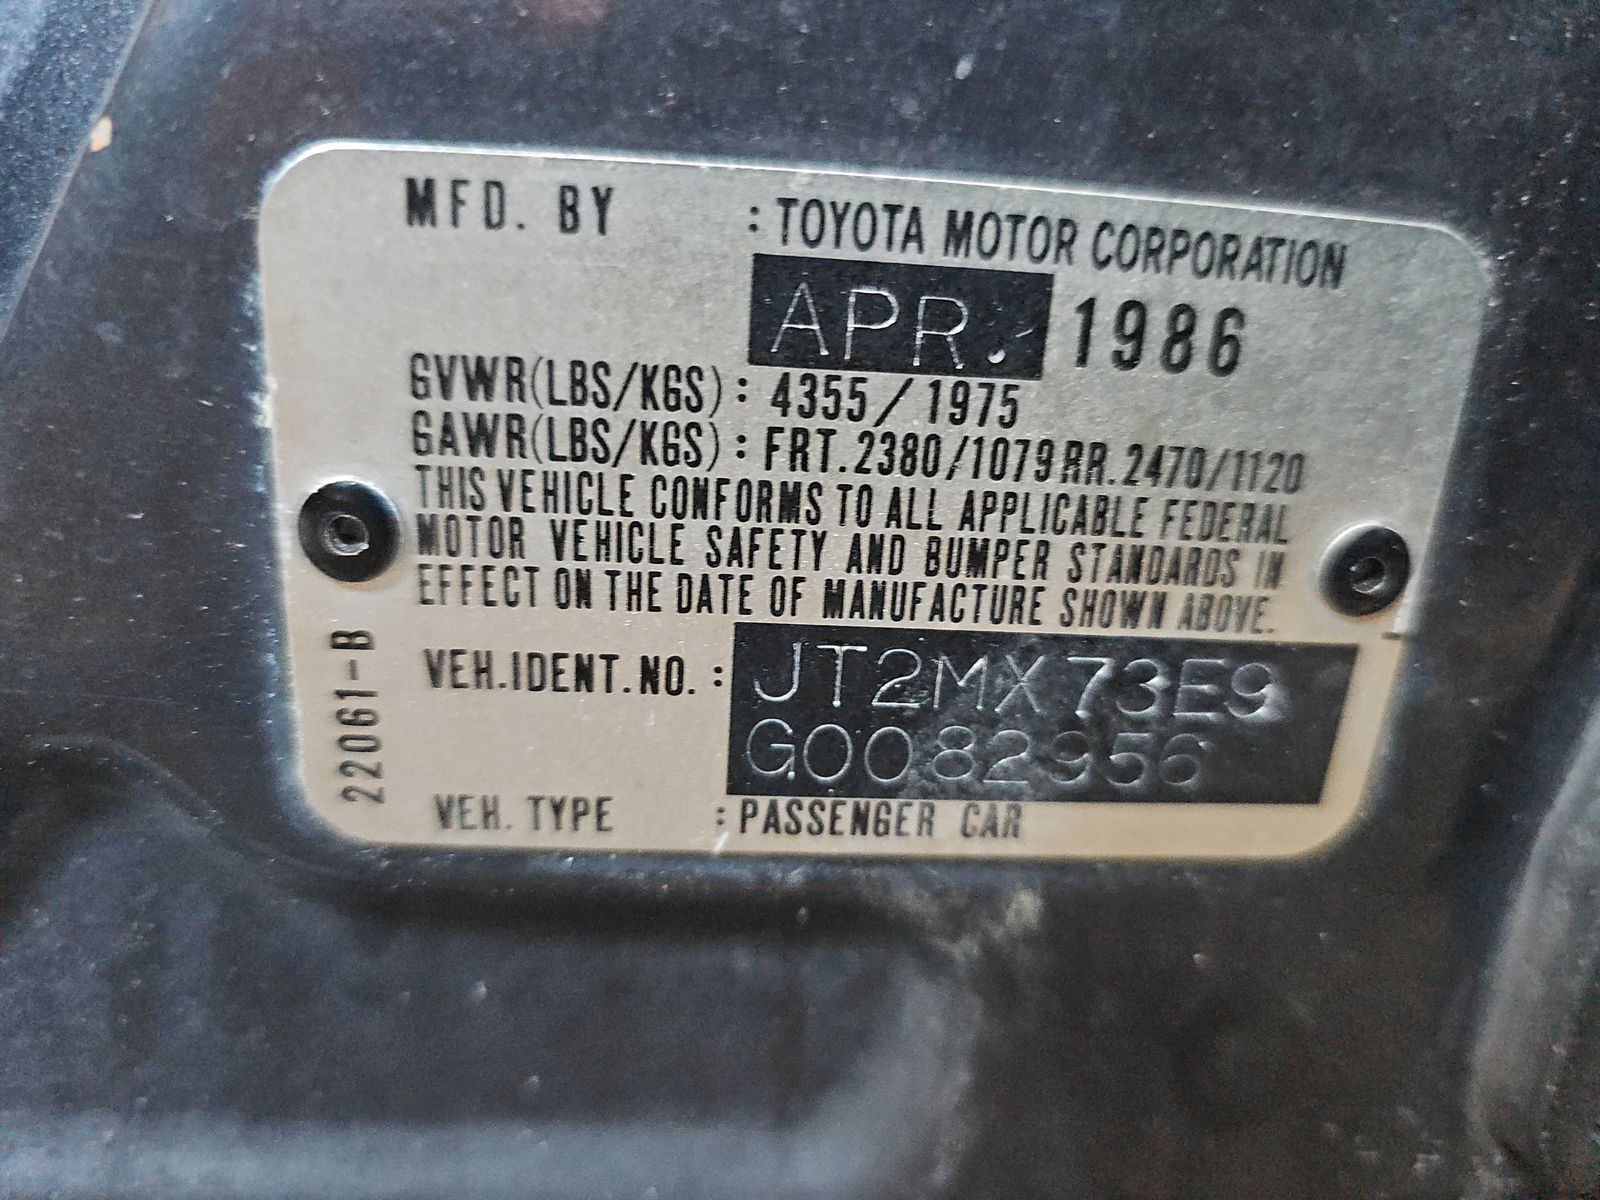 MFD. BY : TOYOTA MOTOR CORPORATION
APR. 1986
GVWR(LBS/KGS): 4355/1975
GAWR(LBS/KGS): FRT.2380/1079 RR.2470/1120
THIS VEHICLE CONFORMS TO ALL APPLICABLE FEDERAL
MOTOR VEHICLE SAFETY AND BUMPER STANDARDS IN
EFFECT ON THE DATE OF MANUFACTURE SHOWN ABOVE.
VEH.IDENT.NO. : JT2MX73E9
G0082956
VEH. TYPE : PASSENGER CAR
22061-B